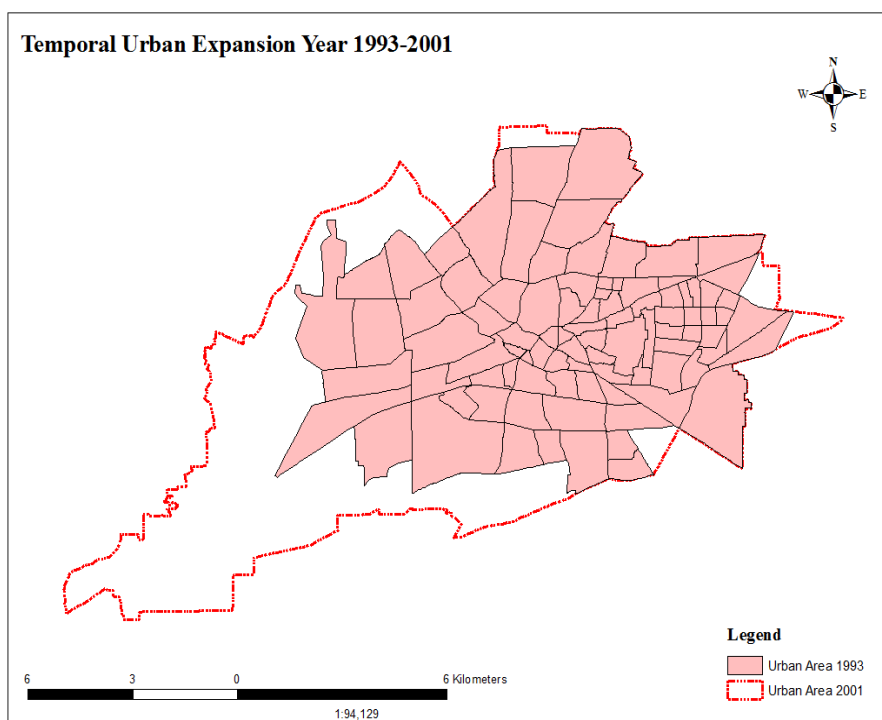 Temporal Urban Expansion Year 1993-2001
N
W E
S
Legend
Urban Area 1993
Urban Area 2001
6 3 0 6 Kilometers
1:94,129